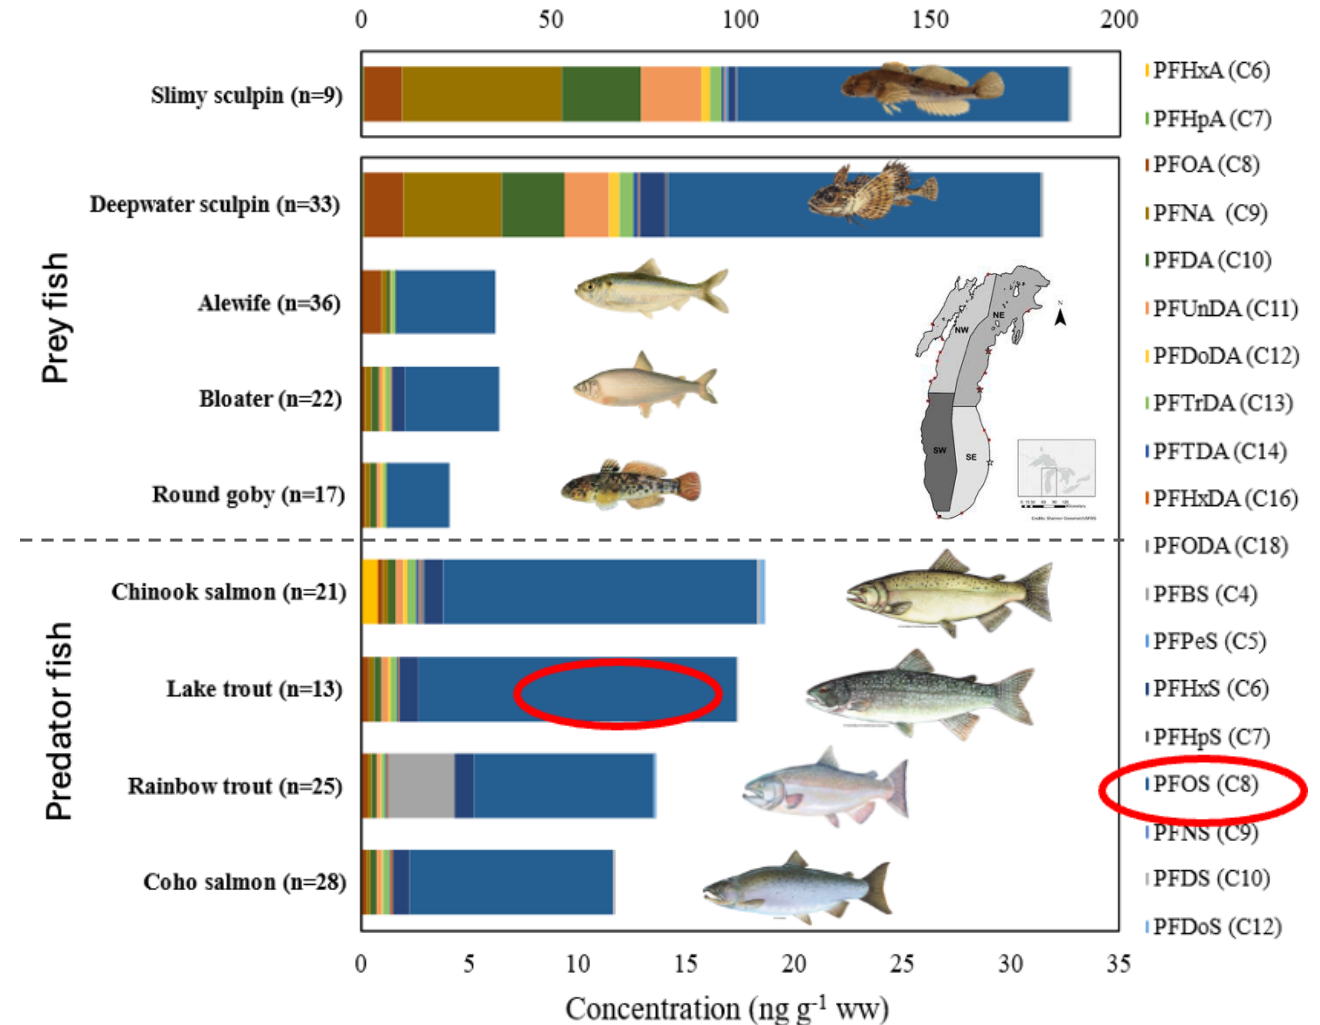 0 50 100 150 200
Slimy sculpin (n=9)
Prey fish
Deepwater sculpin (n=33)
Alewife (n=36)
Bloater (n=22)
Round goby (n=17)
Predator fish
Chinook salmon (n=21)
Lake trout (n=13)
Rainbow trout (n=25)
Coho salmon (n=28)
NW
NE
SW
SE
N
0 5 10 15 20 25 30 35
Concentration (ng g⁻¹ ww)
PFHxA (C6)
PFHpA (C7)
PFOA (C8)
PFNA (C9)
PFDA (C10)
PFUnDA (C11)
PFDoDA (C12)
PFTrDA (C13)
PFTDA (C14)
PFHxDA (C16)
PFODA (C18)
PFBS (C4)
PFPeS (C5)
PFHxS (C6)
PFHpS (C7)
PFOS (C8)
PFNS (C9)
PFDS (C10)
PFDoS (C12)